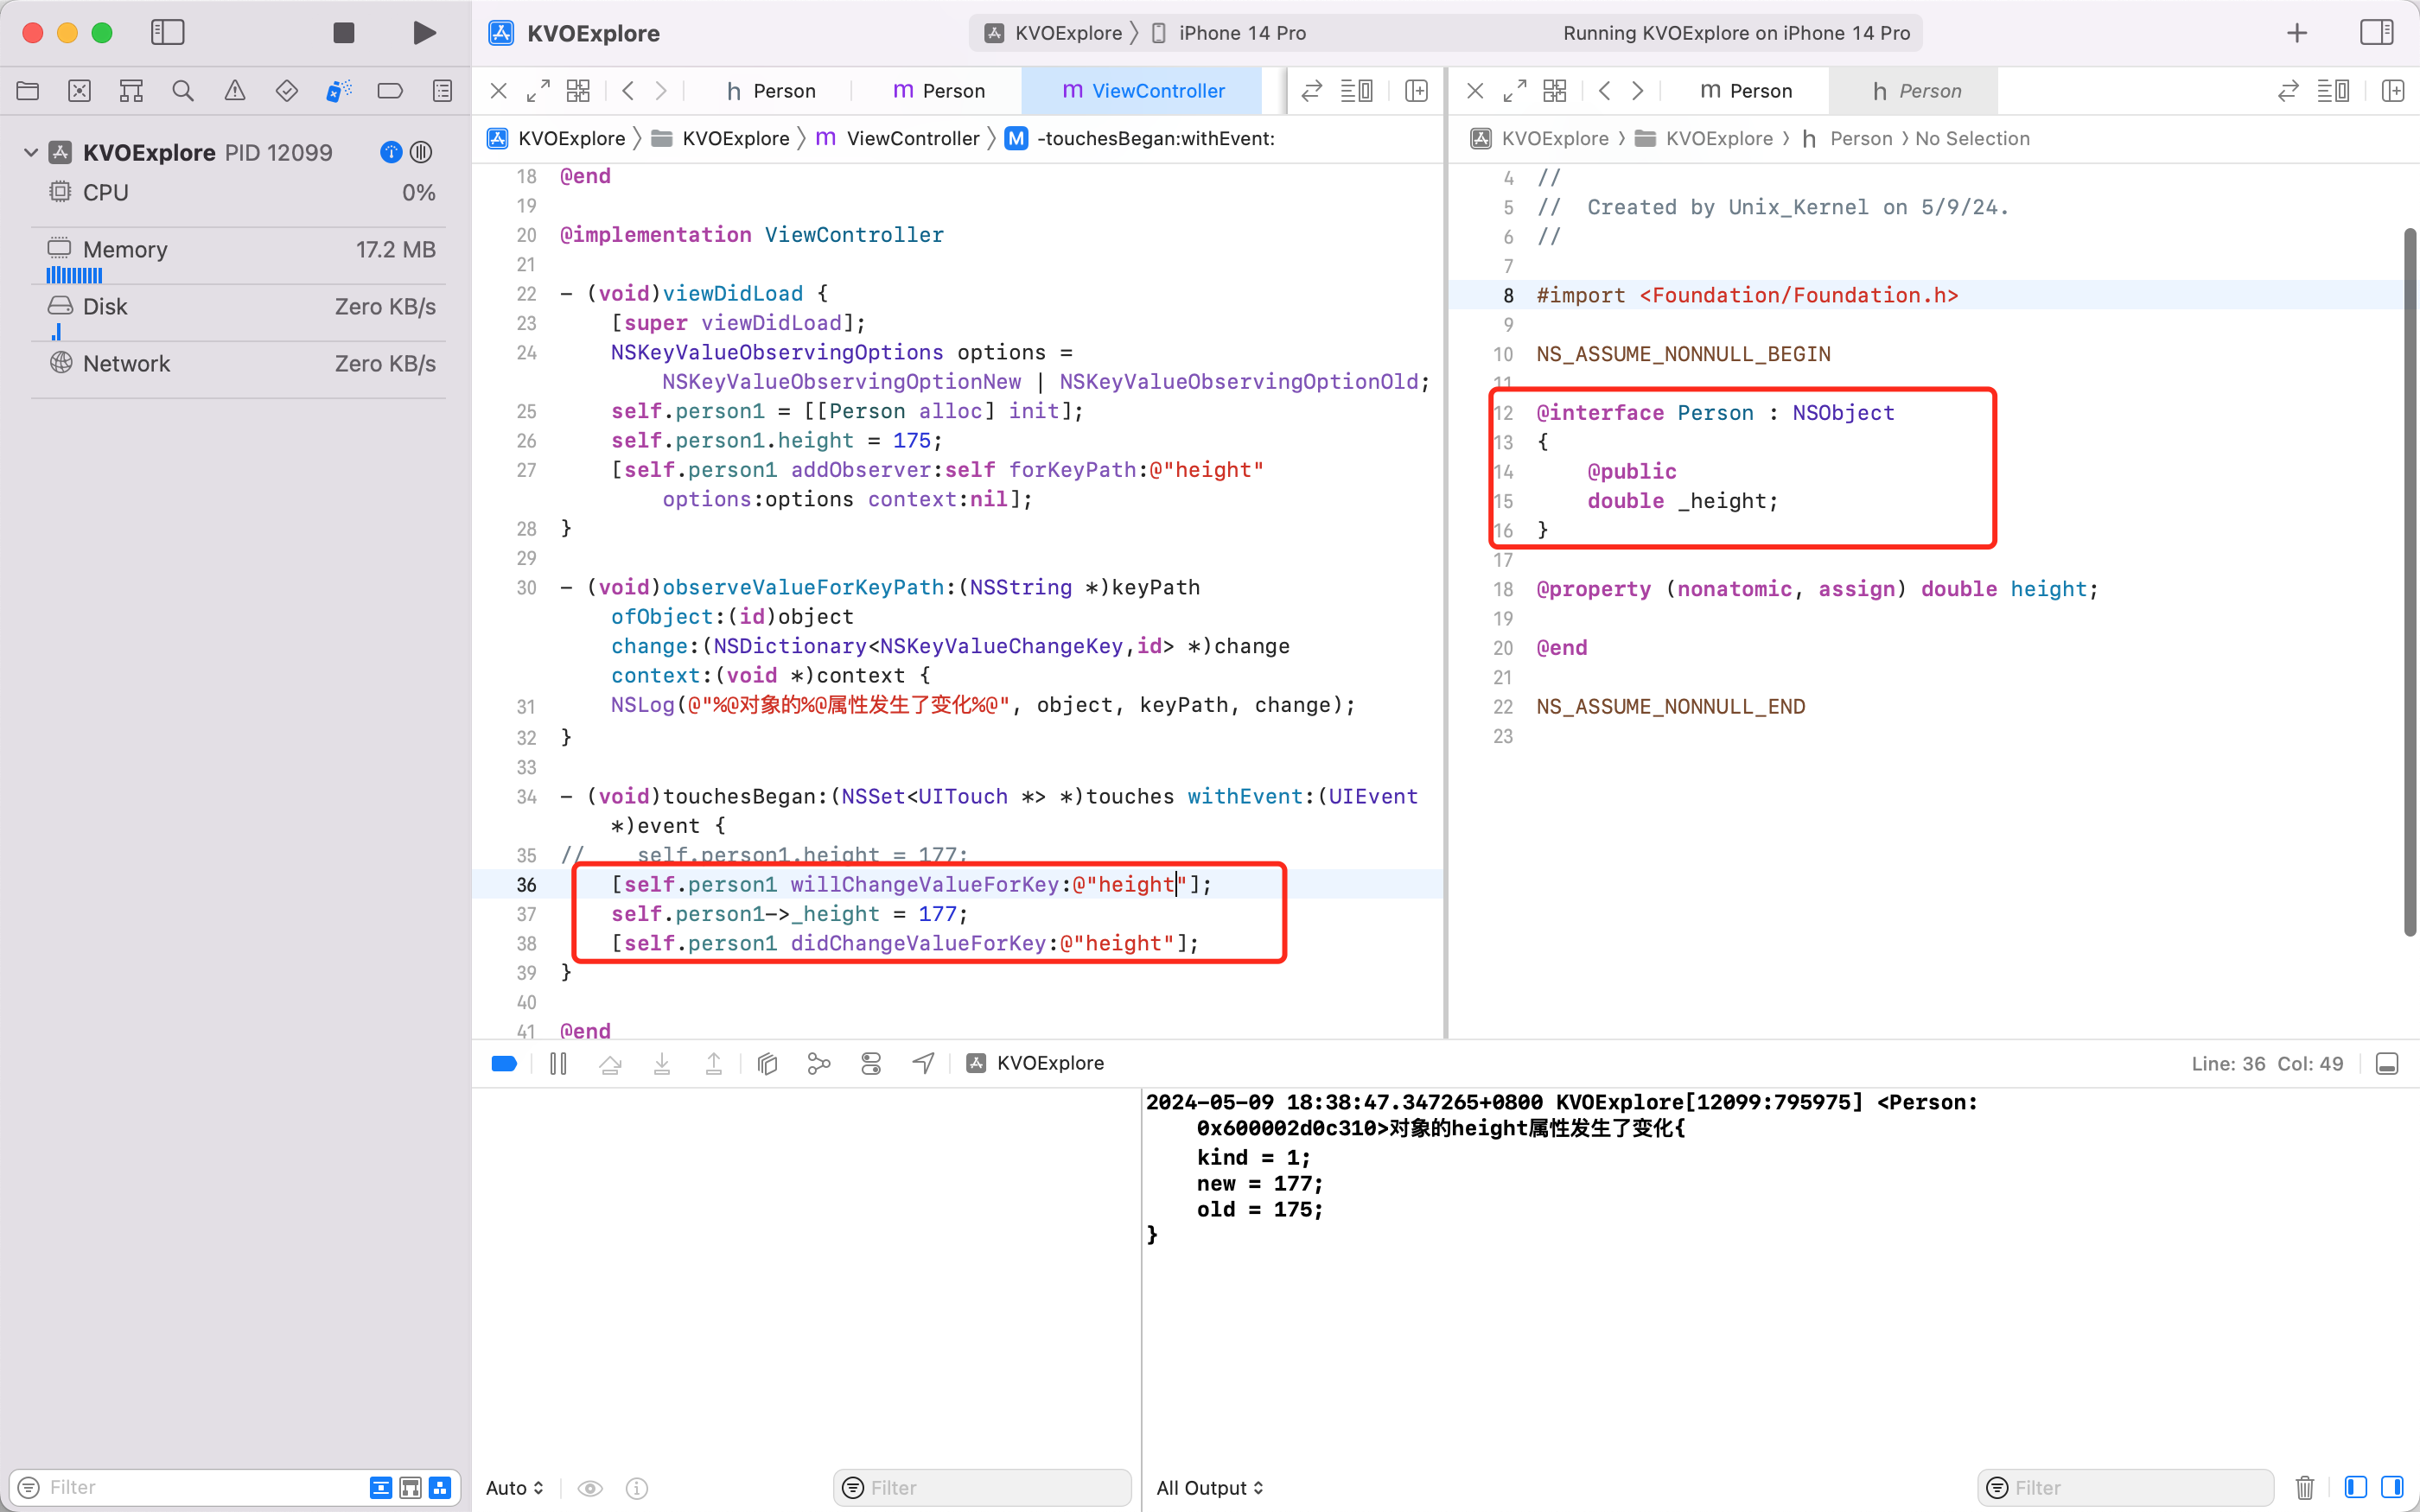 KVOExplore
KVOExplore 〉 iPhone 14 Pro
Running KVOExplore on iPhone 14 Pro
h Person
m Person
m ViewController
m Person
h Person
KVOExplore PID 12099
CPU 0%
Memory 17.2 MB
Disk Zero KB/s
Network Zero KB/s
KVOExplore 〉 KVOExplore 〉 m ViewController 〉 M -touchesBegan:withEvent:
18 @end
19
20 @implementation ViewController
21
22 - (void)viewDidLoad {
23 [super viewDidLoad];
24 NSKeyValueObservingOptions options =
NSKeyValueObservingOptionNew | NSKeyValueObservingOptionOld;
25 self.person1 = [[Person alloc] init];
26 self.person1.height = 175;
27 [self.person1 addObserver:self forKeyPath:@"height"
options:options context:nil];
28 }
29
30 - (void)observeValueForKeyPath:(NSString *)keyPath
ofObject:(id)object
change:(NSDictionary<NSKeyValueChangeKey,id> *)change
context:(void *)context {
31 NSLog(@"%@对象的%@属性发生了变化%@", object, keyPath, change);
32 }
33
34 - (void)touchesBegan:(NSSet<UITouch *> *)touches withEvent:(UIEvent
*)event {
35 // self.person1.height = 177;
36 [self.person1 willChangeValueForKey:@"height"];
37 self.person1->_height = 177;
38 [self.person1 didChangeValueForKey:@"height"];
39 }
40
41 @end
KVOExplore 〉 KVOExplore 〉 h Person 〉 No Selection
4 //
5 // Created by Unix_Kernel on 5/9/24.
6 //
7
8 #import <Foundation/Foundation.h>
9
10 NS_ASSUME_NONNULL_BEGIN
11
12 @interface Person : NSObject
13 {
14 @public
15 double _height;
16 }
17
18 @property (nonatomic, assign) double height;
19
20 @end
21
22 NS_ASSUME_NONNULL_END
23
KVOExplore
Line: 36 Col: 49
2024-05-09 18:38:47.347265+0800 KVOExplore[12099:795975] <Person:
0x600002d0c310>对象的height属性发生了变化{
kind = 1;
new = 177;
old = 175;
}
Filter
Auto
Filter
All Output
Filter